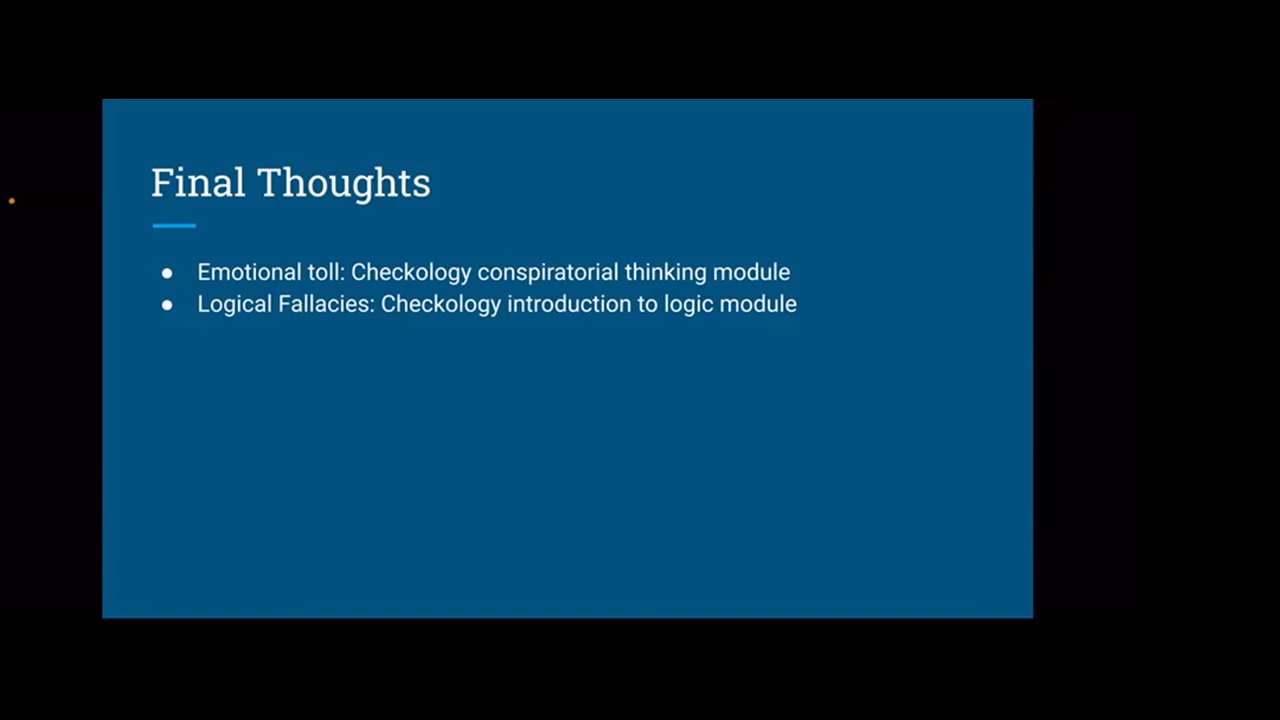 Final Thoughts
● Emotional toll: Checkology conspiratorial thinking module
● Logical Fallacies: Checkology introduction to logic module